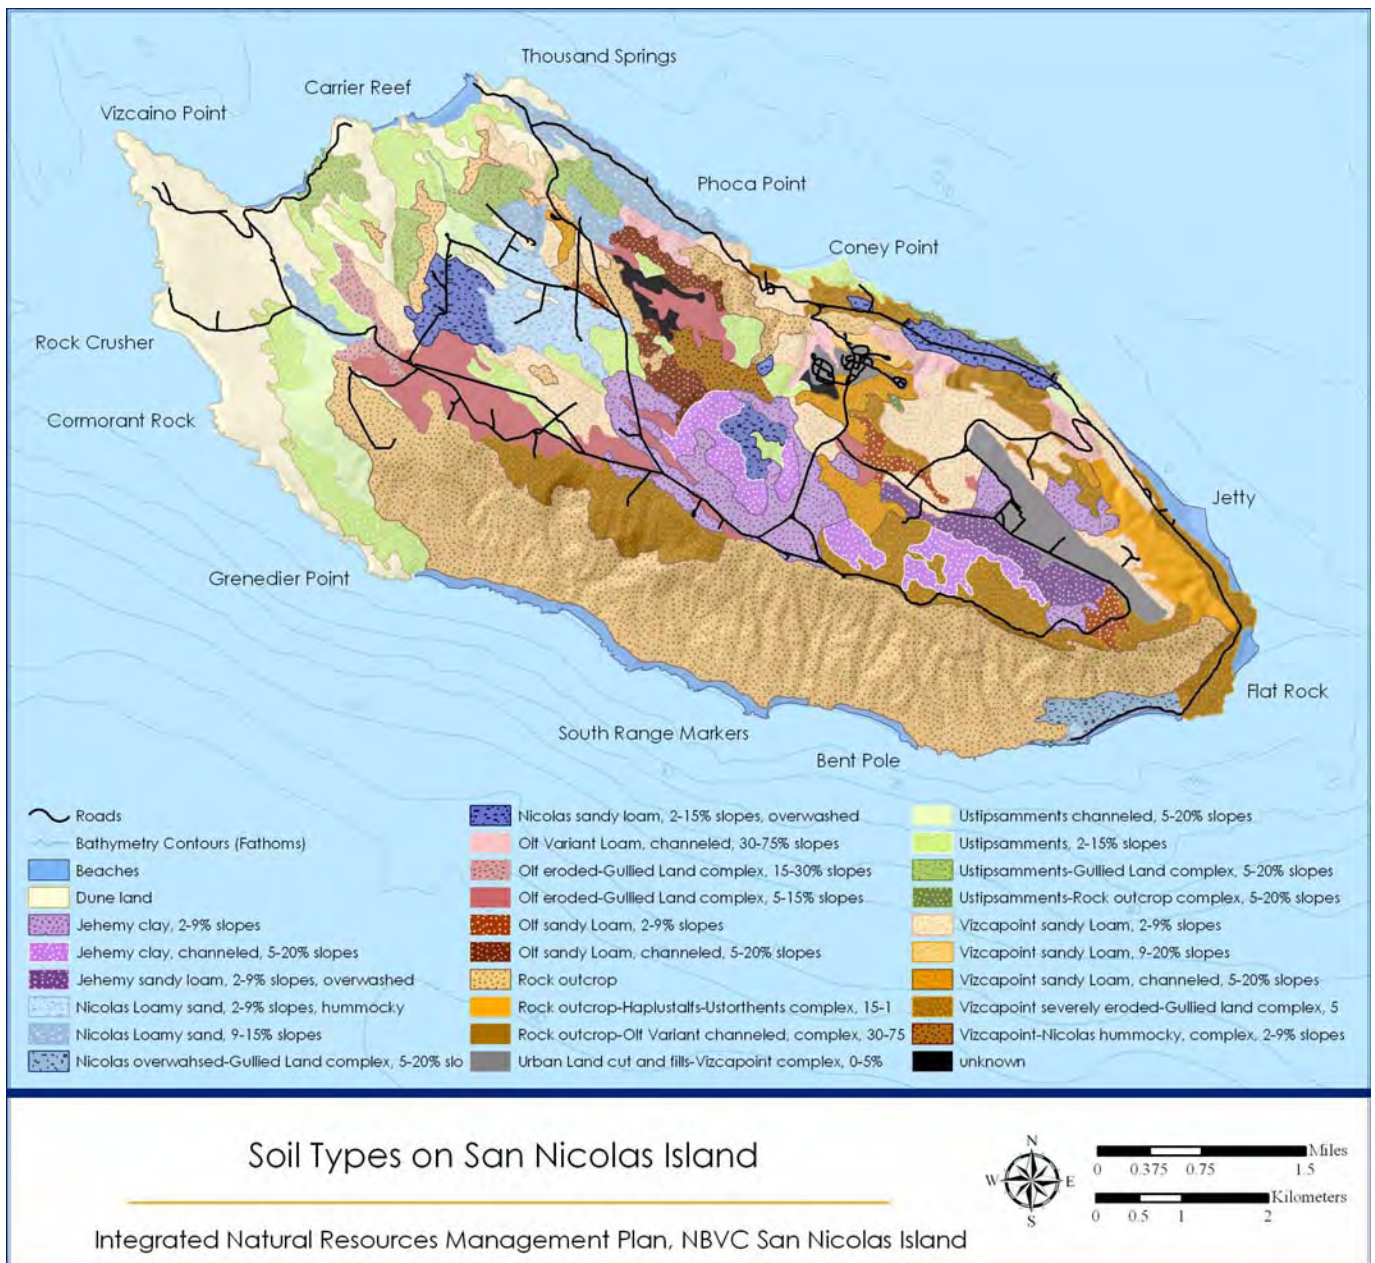 Thousand Springs
Carrier Reef
Vizcaino Point
Phoca Point
Coney Point
Rock Crusher
Cormorant Rock
Jetty
Grenedier Point
Flat Rock
South Range Markers
Bent Pole
Roads
Bathymetry Contours (Fathoms)
Beaches
Dune land
Jehemy clay, 2-9% slopes
Jehemy clay, channeled, 5-20% slopes
Jehemy sandy loam, 2-9% slopes, overwashed
Nicolas Loamy sand, 2-9% slopes, hummocky
Nicolas Loamy sand, 9-15% slopes
Nicolas overwahsed-Gullied Land complex, 5-20% slo
Nicolas sandy loam, 2-15% slopes, overwashed
Olf Variant Loam, channeled, 30-75% slopes
Olf eroded-Gullied Land complex, 15-30% slopes
Olf eroded-Gullied Land complex, 5-15% slopes
Olf sandy Loam, 2-9% slopes
Olf sandy Loam, channeled, 5-20% slopes
Rock outcrop
Rock outcrop-Haplustalfs-Ustorthents complex, 15-1
Rock outcrop-Olf Variant channeled, complex, 30-75
Urban Land cut and fills-Vizcapoint complex, 0-5%
Ustipsamments channeled, 5-20% slopes
Ustipsamments, 2-15% slopes
Ustipsamments-Gullied Land complex, 5-20% slopes
Ustipsamments-Rock outcrop complex, 5-20% slopes
Vizcapoint sandy Loam, 2-9% slopes
Vizcapoint sandy Loam, 9-20% slopes
Vizcapoint sandy Loam, channeled, 5-20% slopes
Vizcapoint severely eroded-Gullied land complex, 5
Vizcapoint-Nicolas hummocky, complex, 2-9% slopes
unknown
Soil Types on San Nicolas Island
Integrated Natural Resources Management Plan, NBVC San Nicolas Island
N
W E
S
Miles
0 0.375 0.75 1.5
Kilometers
0 0.5 1 2